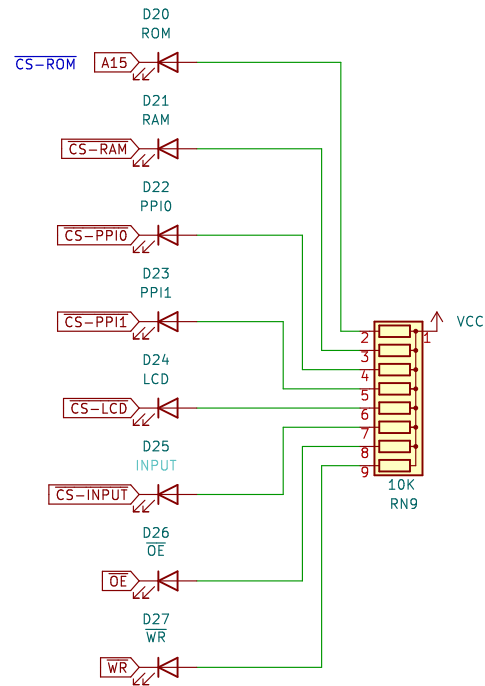 D20
ROM
CS-ROM
A15
D21
RAM
CS-RAM
D22
PPI0
CS-PPI0
D23
PPI1
CS-PPI1
VCC
1
2
3
4
5
6
7
8
9
10K
RN9
D24
LCD
CS-LCD
D25
INPUT
CS-INPUT
D26
OE
OE
D27
WR
WR